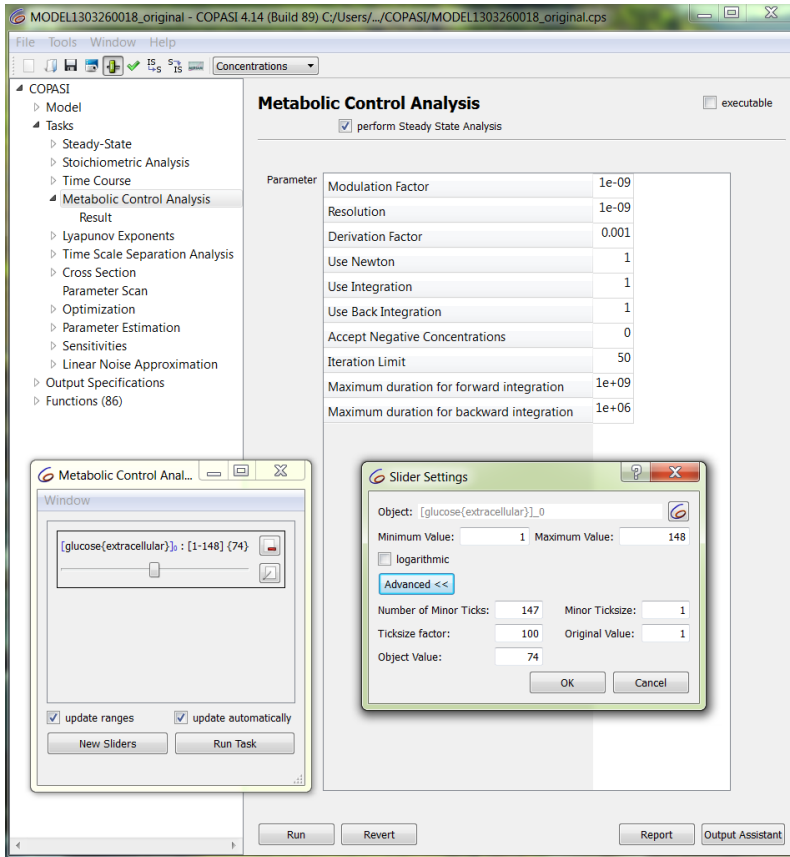 MODEL1303260018_original - COPASI 4.14 (Build 89) C:/Users/.../COPASI/MODEL1303260018_original.cps
File Tools Window Help
Concentrations
COPASI
Model
Tasks
Steady-State
Stoichiometric Analysis
Time Course
Metabolic Control Analysis
Result
Lyapunov Exponents
Time Scale Separation Analysis
Cross Section
Parameter Scan
Optimization
Parameter Estimation
Sensitivities
Linear Noise Approximation
Output Specifications
Functions (86)
Metabolic Control Analysis
executable
perform Steady State Analysis
Parameter
Modulation Factor 1e-09
Resolution 1e-09
Derivation Factor 0.001
Use Newton 1
Use Integration 1
Use Back Integration 1
Accept Negative Concentrations 0
Iteration Limit 50
Maximum duration for forward integration 1e+09
Maximum duration for backward integration 1e+06
Metabolic Control Anal...
Window
[glucose{extracellular}]₀ : [1-148] {74}
update ranges update automatically
New Sliders Run Task
Slider Settings
Object: [glucose{extracellular}]_0
Minimum Value: 1 Maximum Value: 148
logarithmic
Advanced <<
Number of Minor Ticks: 147 Minor Ticksize: 1
Ticksize factor: 100 Original Value: 1
Object Value: 74
OK Cancel
Run Revert Report Output Assistant